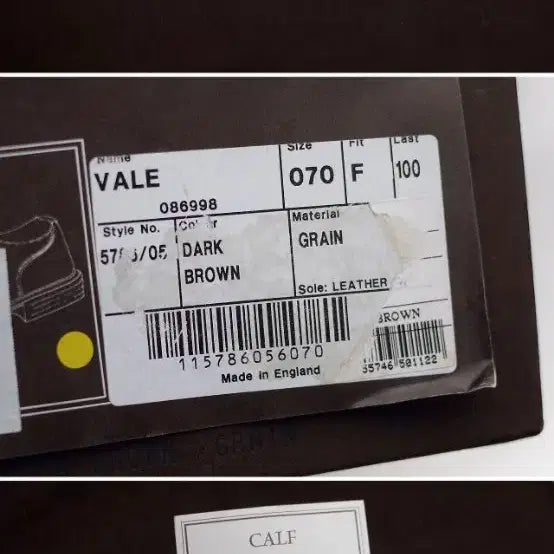 Name
VALE
086998
Size
070
Fit
F
Last
100
Style No.
Colour
DARK
BROWN
Material
GRAIN
Sole: LEATHER
115786056070
Made in England
BROWN
CALF